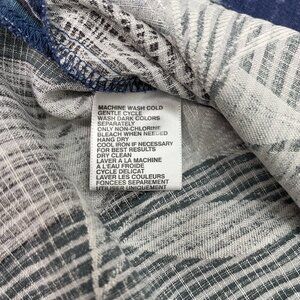 MACHINE WASH COLD
GENTLE CYCLE
WASH DARK COLORS
SEPARATELY
ONLY NON-CHLORINE
BLEACH WHEN NEEDED
HANG DRY
COOL IRON IF NECESSARY
FOR BEST RESULTS
DRY CLEAN
LAVER A LA MACHINE
A L'EAU FROIDE
CYCLE DELICAT
LAVER LES COULEURS
FONCEES SEPAREMENT
UTILISER UNIQUEMENT